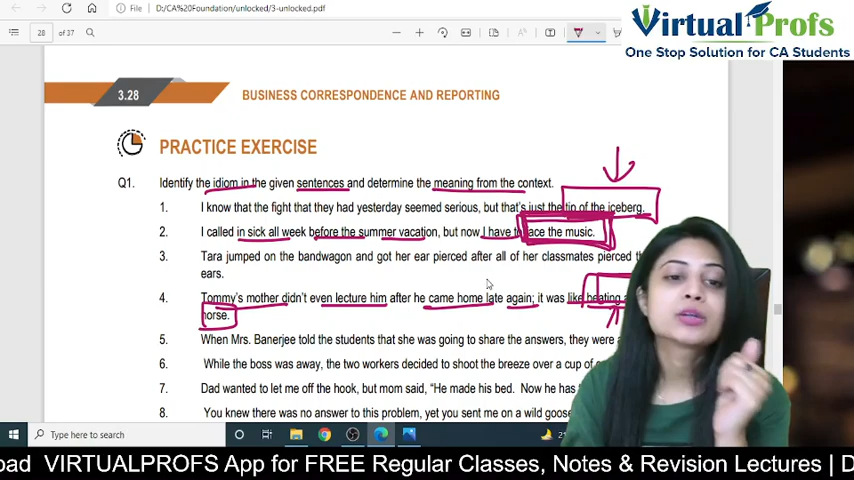 File
D:/CA%20Foundation/unlocked/3-unlocked.pdf
Virtual Profs
One Stop Solution for CA Students
28 of 37
3.28
BUSINESS CORRESPONDENCE AND REPORTING
PRACTICE EXERCISE
Q1. Identify the idiom in the given sentences and determine the meaning from the context.
1. I know that the fight that they had yesterday seemed serious, but that's just the tip of the iceberg.
2. I called in sick all week before the summer vacation, but now I have to face the music.
3. Tara jumped on the bandwagon and got her ear pierced after all of her classmates pierced
ears.
4. Tommy's mother didn't even lecture him after he came home late again; it was like beating
horse.
5. When Mrs. Banerjee told the students that she was going to share the answers, they were
6. While the boss was away, the two workers decided to shoot the breeze over a cup of
7. Dad wanted to let me off the hook, but mom said, "He made his bed. Now he has
8. You knew there was no answer to this problem, yet you sent me on a wild goose
Type here to search
VIRTUALPROFS App for FREE Regular Classes, Notes & Revision Lectures |